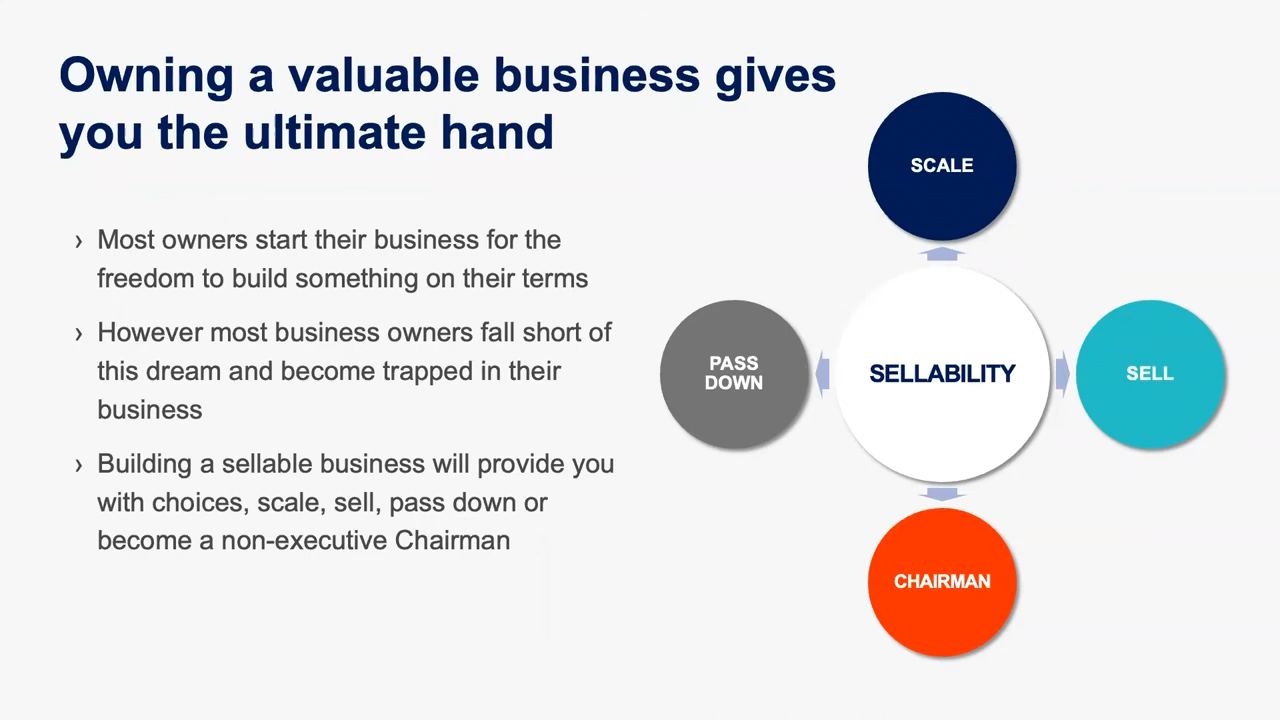 Owning a valuable business gives
you the ultimate hand
› Most owners start their business for the
freedom to build something on their terms
› However most business owners fall short of
this dream and become trapped in their
business
› Building a sellable business will provide you
with choices, scale, sell, pass down or
become a non-executive Chairman
SCALE
PASS
DOWN
SELLABILITY
SELL
CHAIRMAN